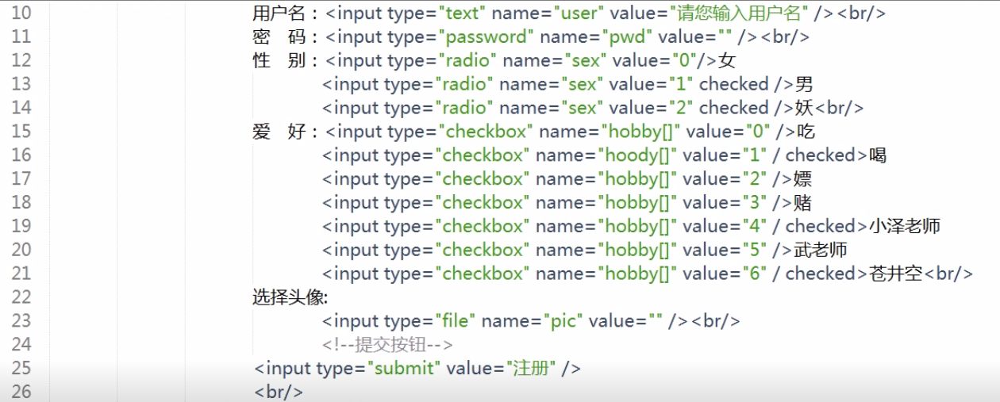 10 用户名：<input type="text" name="user" value="请您输入用户名" /><br/>
11 密　码：<input type="password" name="pwd" value="" /><br/>
12 性　别：<input type="radio" name="sex" value="0"/>女
13 <input type="radio" name="sex" value="1" checked />男
14 <input type="radio" name="sex" value="2" checked />妖<br/>
15 爱　好：<input type="checkbox" name="hobby[]" value="0" />吃
16 <input type="checkbox" name="hoody[]" value="1" / checked>喝
17 <input type="checkbox" name="hobby[]" value="2" />嫖
18 <input type="checkbox" name="hobby[]" value="3" />赌
19 <input type="checkbox" name="hobby[]" value="4" / checked>小泽老师
20 <input type="checkbox" name="hobby[]" value="5" />武老师
21 <input type="checkbox" name="hobby[]" value="6" / checked>苍井空<br/>
22 选择头像:
23 <input type="file" name="pic" value="" /><br/>
24 <!--提交按钮-->
25 <input type="submit" value="注册" />
26 <br/>